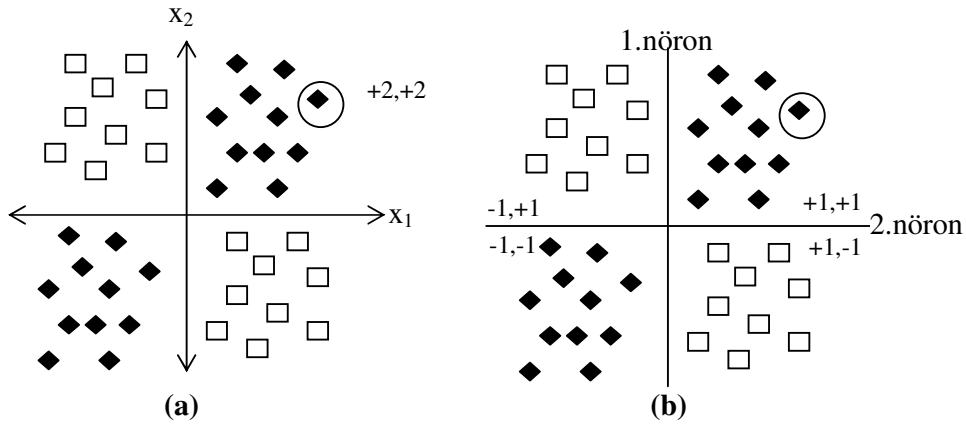 x2
+2,+2
x1
(a)
1.nöron
-1,+1
+1,+1
2.nöron
-1,-1
+1,-1
(b)